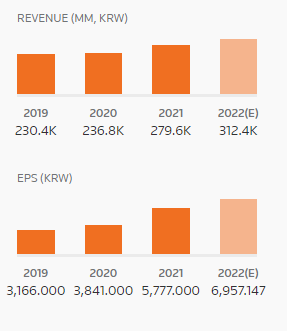 REVENUE (MM, KRW)
2019 2020 2021 2022(E)
230.4K 236.8K 279.6K 312.4K
EPS (KRW)
2019 2020 2021 2022(E)
3,166.000 3,841.000 5,777.000 6,957.147